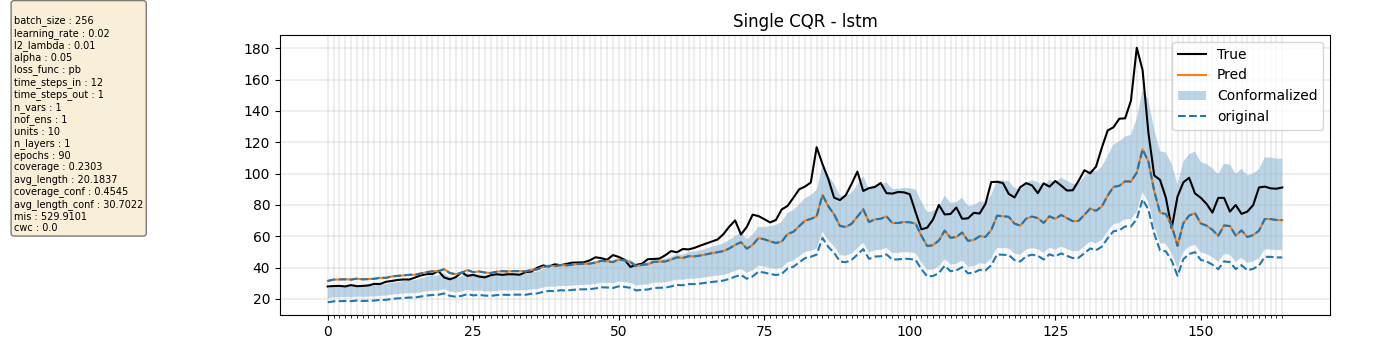 batch_size : 256
learning_rate : 0.02
l2_lambda : 0.01
alpha : 0.05
loss_func : pb
time_steps_in : 12
time_steps_out : 1
n_vars : 1
nof_ens : 1
units : 10
n_layers : 1
epochs : 90
coverage : 0.2303
avg_length : 20.1837
coverage_conf : 0.4545
avg_length_conf : 30.7022
mis : 529.9101
cwc : 0.0
Single CQR - lstm
180
160
140
120
100
80
60
40
20
0 25 50 75 100 125 150
True
Pred
Conformalized
original